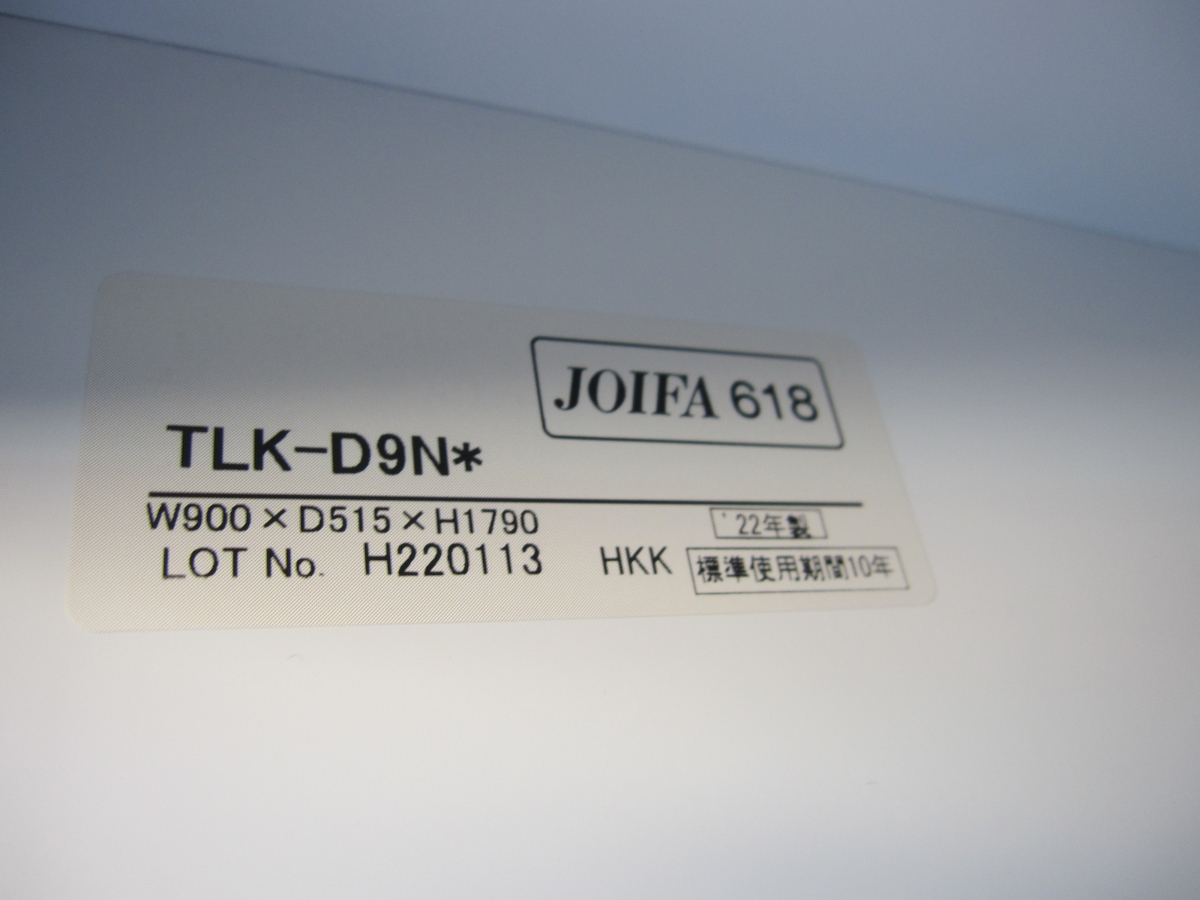 JOIFA 618
TLK-D9N*
W900×D515×H1790 '22年製
LOT No. H220113 HKK 標準使用期間10年